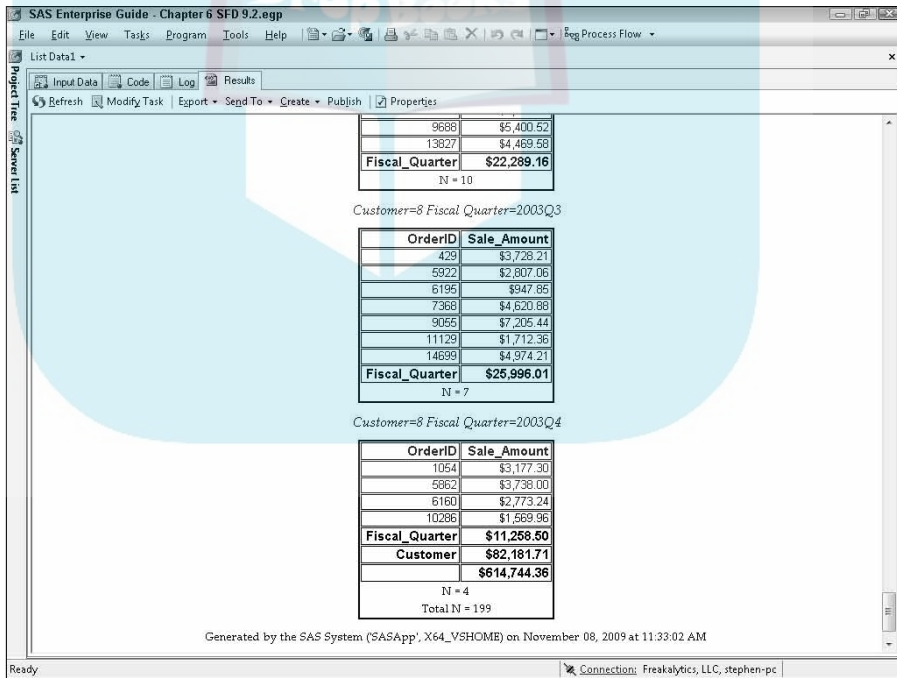 SAS Enterprise Guide - Chapter 6 SFD 9.2.egp
File Edit View Tasks Program Tools Help Process Flow
List Data1
Input Data Code Log Results
Refresh Modify Task Export Send To Create Publish Properties
Project Tree
Server List
9688 $5,400.52
13827 $4,469.58
Fiscal_Quarter $22,289.16
N = 10
Customer=8 Fiscal Quarter=2003Q3
OrderID Sale_Amount
429 $3,728.21
5922 $2,807.06
6195 $947.85
7368 $4,620.88
9055 $7,205.44
11129 $1,712.36
14699 $4,974.21
Fiscal_Quarter $25,996.01
N = 7
Customer=8 Fiscal Quarter=2003Q4
OrderID Sale_Amount
1054 $3,177.30
5862 $3,738.00
6160 $2,773.24
10286 $1,569.96
Fiscal_Quarter $11,258.50
Customer $82,181.71
$614,744.36
N = 4
Total N = 199
Generated by the SAS System ('SASApp', X64_VSHOME) on November 08, 2009 at 11:33:02 AM
Ready
Connection: Freakalytics, LLC, stephen-pc